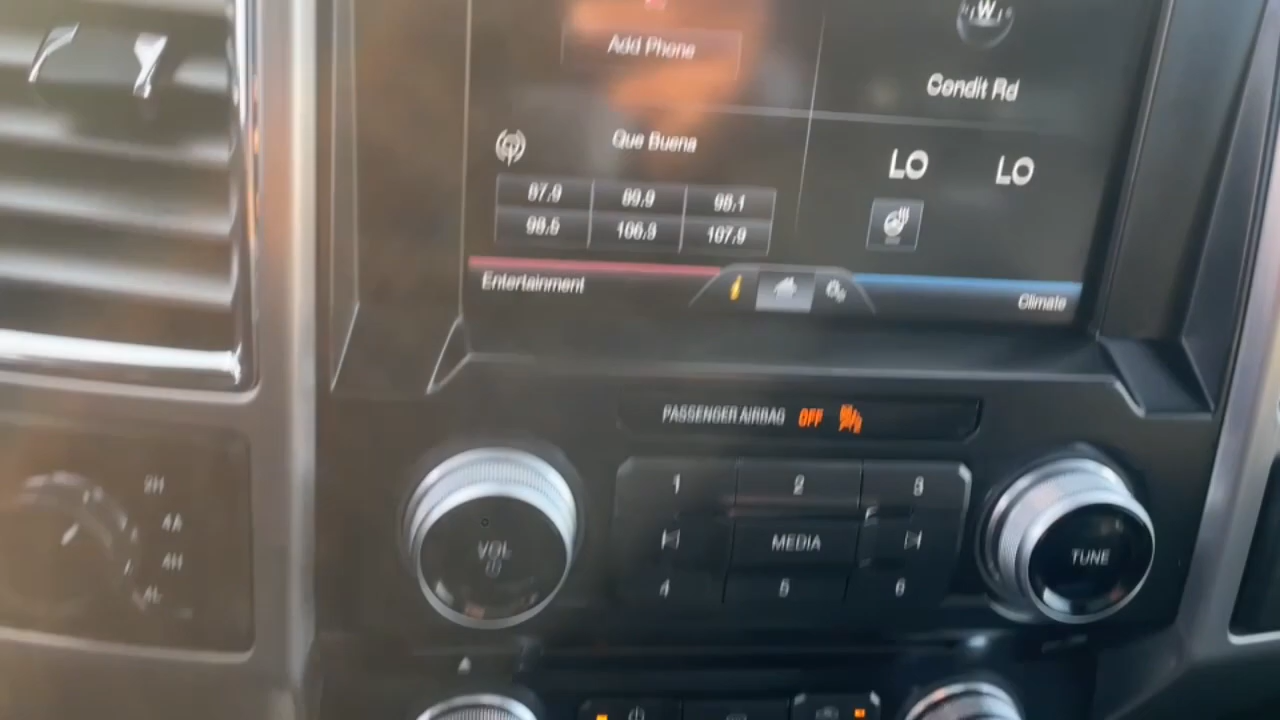 Add Phone
W
Condit Rd
Que Buena
LO LO
87.9 89.9 98.1
98.5 106.3 107.9
Entertainment
Climate
PASSENGER AIRBAG OFF
2H
4A
4H
4L
1 2 3
VOL
MEDIA
TUNE
4 5 6